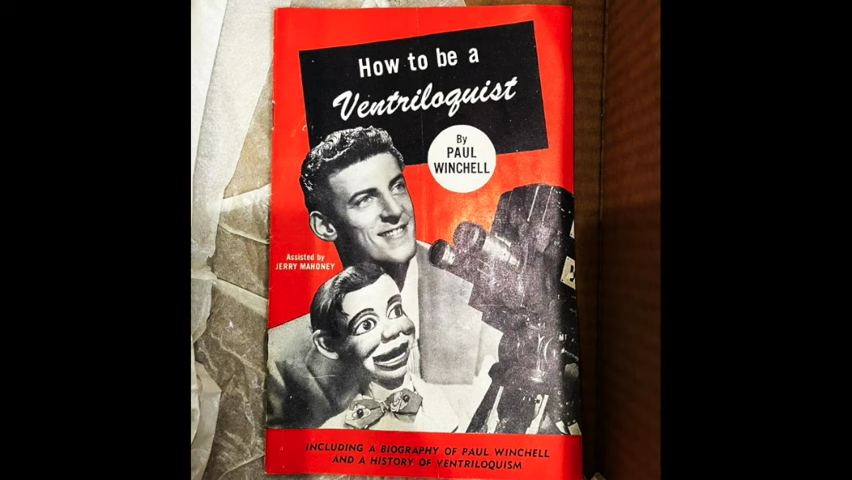 How to be a
Ventriloquist
By
PAUL
WINCHELL
Assisted by
JERRY MAHONEY
INCLUDING A BIOGRAPHY OF PAUL WINCHELL
AND A HISTORY OF VENTRILOQUISM